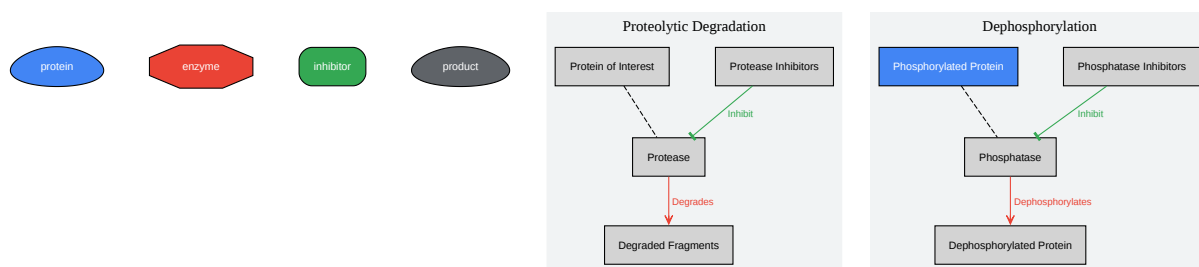 protein
enzyme
inhibitor
product
Proteolytic Degradation
Protein of Interest
Protease Inhibitors
Inhibit
Protease
Degrades
Degraded Fragments
Dephosphorylation
Phosphorylated Protein
Phosphatase Inhibitors
Inhibit
Phosphatase
Dephosphorylates
Dephosphorylated Protein